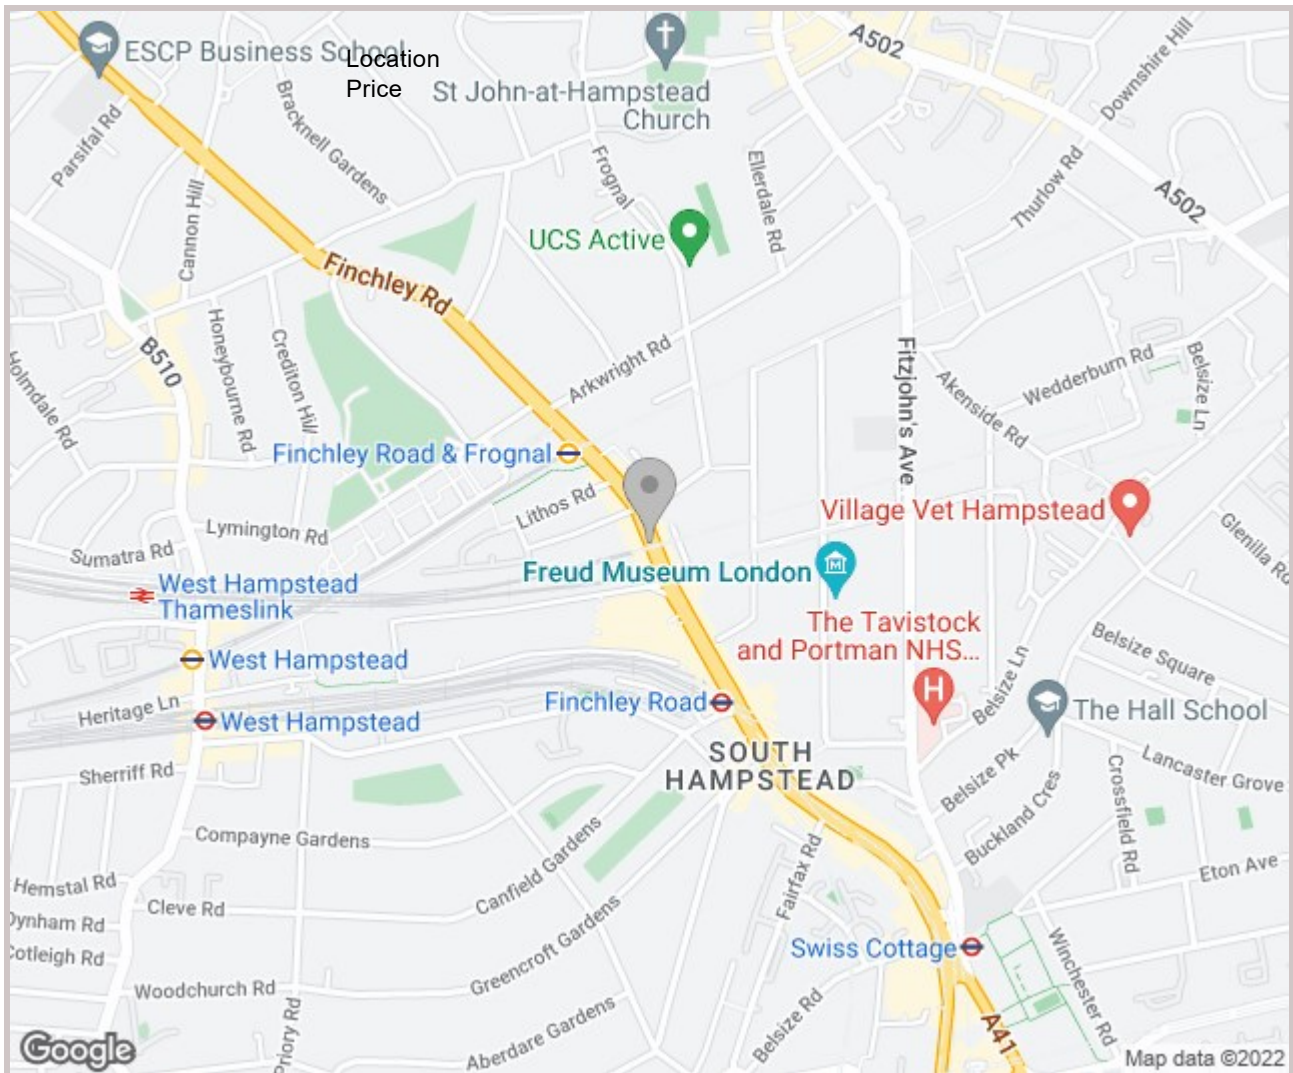 ESCP Business School
Location
Price
St John-at-Hampstead
Church
A502
Downshire Hill
Parsifal Rd
Bracknell Gardens
Frognal
Ellerdale Rd
Thurlow Rd
A502
Cannon Hill
UCS Active
Finchley Rd
B510
Honeybourne Rd
Crediton Hill
Holmdale Rd
Arkwright Rd
Fitzjohn's Ave
Akenside Rd
Wedderburn Rd
Belsize Ln
Finchley Road & Frognal
Lithos Rd
Village Vet Hampstead
Glenilla Rd
Lymington Rd
Sumatra Rd
West Hampstead
Thameslink
Freud Museum London
The Tavistock
and Portman NHS...
Belsize Square
West Hampstead
Heritage Ln
West Hampstead
Finchley Road
Belsize Ln
The Hall School
Sherriff Rd
SOUTH
HAMPSTEAD
Belsize Pk
Lancaster Grove
Buckland Cres
Crossfield Rd
Compayne Gardens
Canfield Gardens
Fairfax Rd
Eton Ave
Hemstal Rd
Cleve Rd
Dynham Rd
Cotleigh Rd
Greencroft Gardens
Swiss Cottage
Winchester Rd
Woodchurch Rd
Priory Rd
Aberdare Gardens
Belsize Rd
A41
Google
Map data ©2022